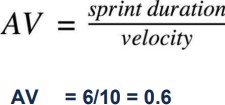 AV = sprint duration / velocity
AV = 6/10 = 0.6